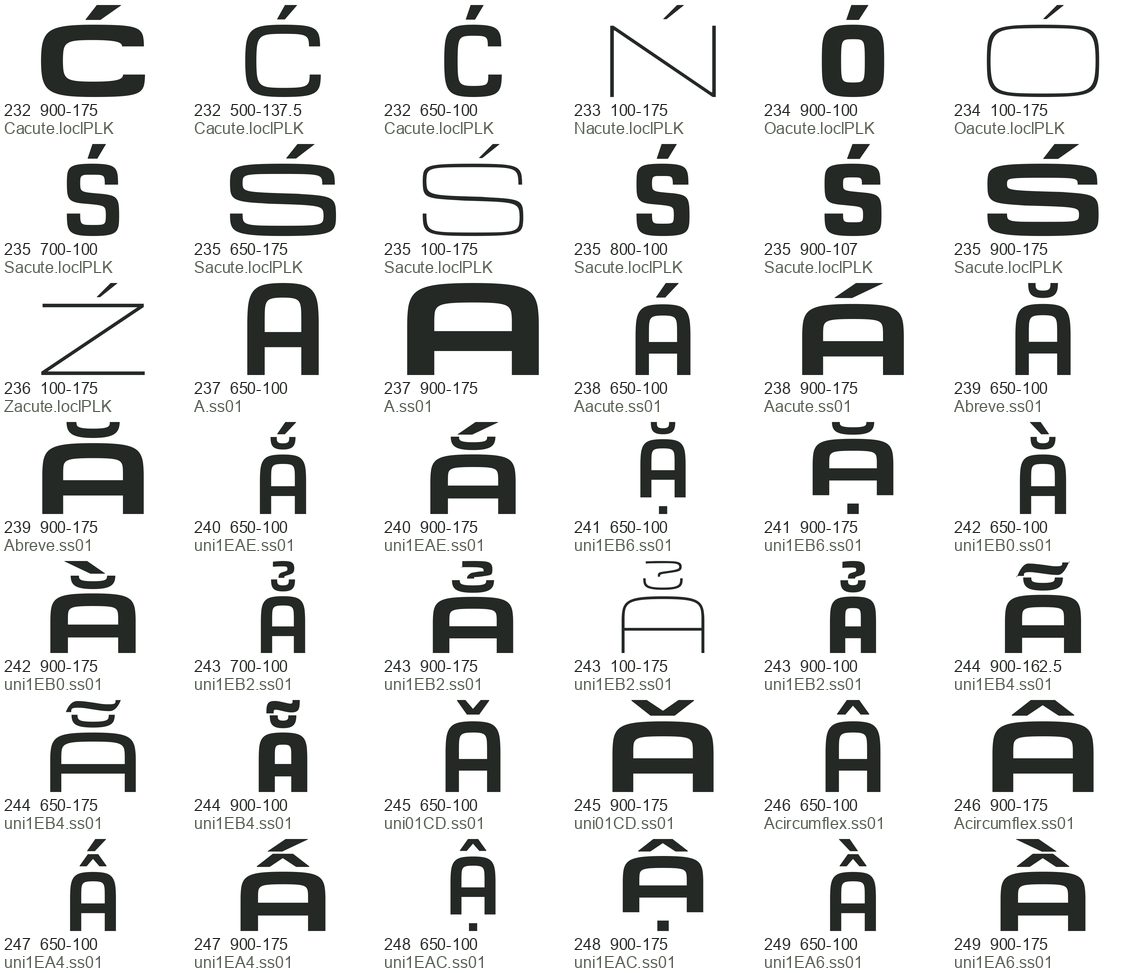 Ć Ć Ć Ń Ó Ó
232 900-175 232 500-137.5 232 650-100 233 100-175 234 900-100 234 100-175
Cacute.loclPLK Cacute.loclPLK Cacute.loclPLK Nacute.loclPLK Oacute.loclPLK Oacute.loclPLK
Ś Ś Ś Ś Ś Ś
235 700-100 235 650-175 235 100-175 235 800-100 235 900-107 235 900-175
Sacute.loclPLK Sacute.loclPLK Sacute.loclPLK Sacute.loclPLK Sacute.loclPLK Sacute.loclPLK
Ź A A Á Á Ă
236 100-175 237 650-100 237 900-175 238 650-100 238 900-175 239 650-100
Zacute.loclPLK A.ss01 A.ss01 Aacute.ss01 Aacute.ss01 Abreve.ss01
Ă Ắ Ắ Ặ Ặ Ằ
239 900-175 240 650-100 240 900-175 241 650-100 241 900-175 242 650-100
Abreve.ss01 uni1EAE.ss01 uni1EAE.ss01 uni1EB6.ss01 uni1EB6.ss01 uni1EB0.ss01
Ằ Ẳ Ẳ Ẳ Ẳ Ẵ
242 900-175 243 700-100 243 900-175 243 100-175 243 900-100 244 900-162.5
uni1EB0.ss01 uni1EB2.ss01 uni1EB2.ss01 uni1EB2.ss01 uni1EB2.ss01 uni1EB4.ss01
Ẵ Ẵ Ǎ Ǎ Â Â
244 650-175 244 900-100 245 650-100 245 900-175 246 650-100 246 900-175
uni1EB4.ss01 uni1EB4.ss01 uni01CD.ss01 uni01CD.ss01 Acircumflex.ss01 Acircumflex.ss01
Ấ Ấ Ậ Ậ Ầ Ầ
247 650-100 247 900-175 248 650-100 248 900-175 249 650-100 249 900-175
uni1EA4.ss01 uni1EA4.ss01 uni1EAC.ss01 uni1EAC.ss01 uni1EA6.ss01 uni1EA6.ss01